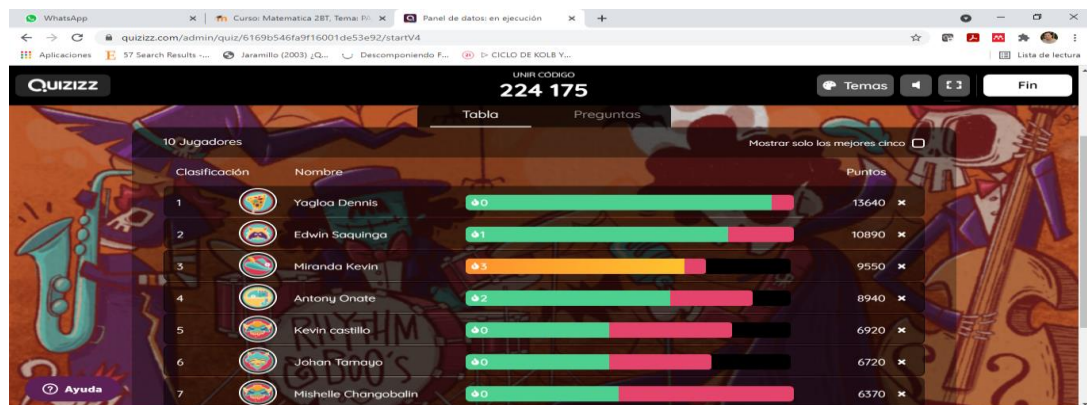 WhatsApp
Curso: Matematica 2BT, Tema: PA
Panel de datos: en ejecución
quizizz.com/admin/quiz/6169b546fa9f16001de53e92/startV4
Aplicaciones
57 Search Results -...
Jaramillo (2003) ¿Q...
Descomponiendo F...
▷ CICLO DE KOLB Y...
Lista de lectura
QUIZIZZ
UNIR CÓDIGO
224 175
Temas
Fin
Tabla
Preguntas
10 Jugadores
Mostrar solo los mejores cinco
Clasificación Nombre Puntos
1 Yagloa Dennis 0 13640
2 Edwin Saquinga 1 10890
3 Miranda Kevin 3 9550
4 Antony Onate 2 8940
5 Kevin castillo 0 6920
6 Johan Tamayo 0 6720
7 Mishelle Changobalin 0 6370
RHYTHM
Ayuda